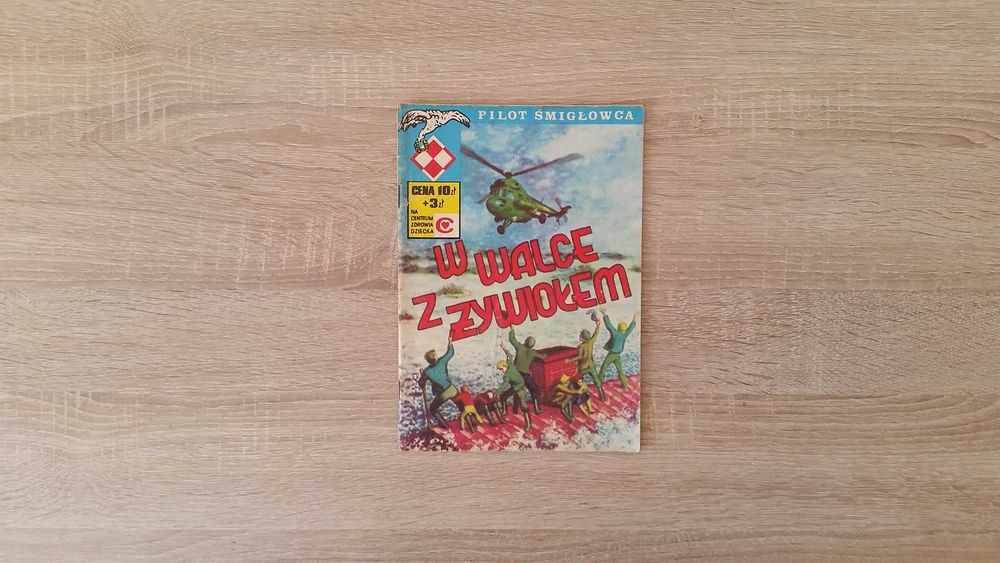 PILOT ŚMIGŁOWCA
CENA 10 zł
+ 3 zł
NA
CENTRUM
ZDROWIA
DZIECKA
W WALCE
Z ŻYWIOŁEM